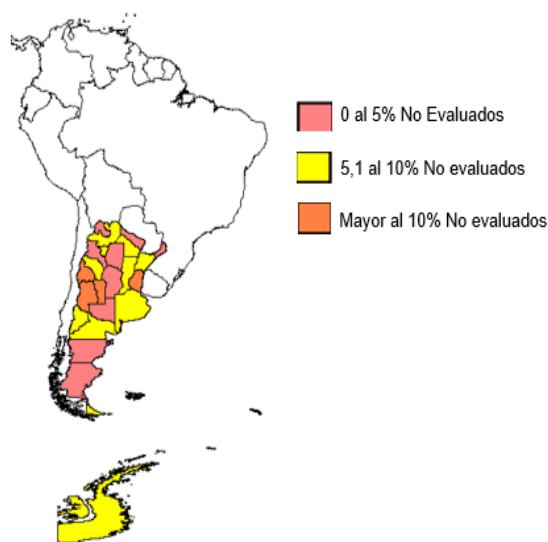 0 al 5% No Evaluados
5,1 al 10% No evaluados
Mayor al 10% No evaluados